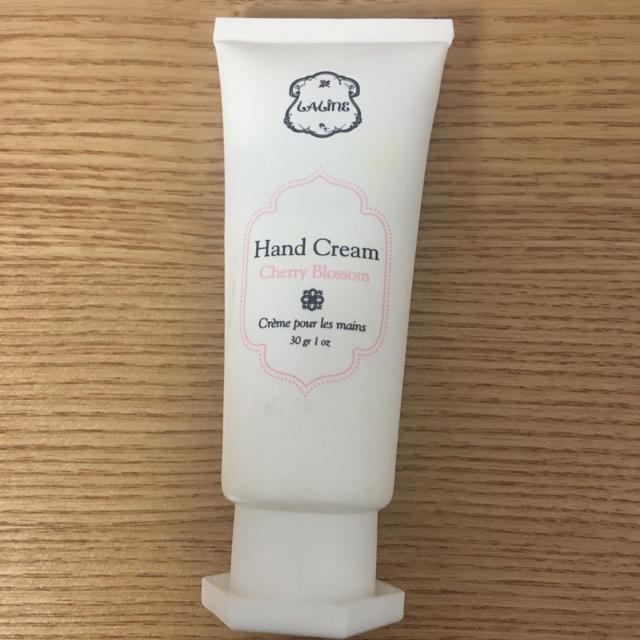 LALINE
Hand Cream
Cherry Blossom
Crème pour les mains
30 gr 1 oz